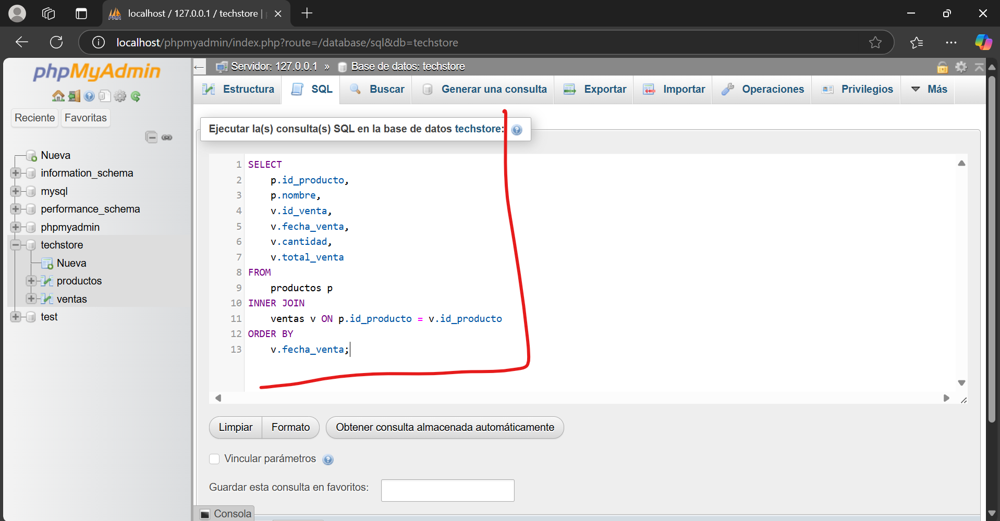 localhost / 127.0.0.1 / techstore |
localhost/phpmyadmin/index.php?route=/database/sql&db=techstore
phpMyAdmin
Reciente Favoritas
Nueva
information_schema
mysql
performance_schema
phpmyadmin
techstore
Nueva
productos
ventas
test
Servidor: 127.0.0.1 » Base de datos: techstore
Estructura SQL Buscar Generar una consulta Exportar Importar Operaciones Privilegios Más
Ejecutar la(s) consulta(s) SQL en la base de datos techstore:
1 SELECT
2 p.id_producto,
3 p.nombre,
4 v.id_venta,
5 v.fecha_venta,
6 v.cantidad,
7 v.total_venta
8 FROM
9 productos p
10 INNER JOIN
11 ventas v ON p.id_producto = v.id_producto
12 ORDER BY
13 v.fecha_venta;
Limpiar Formato Obtener consulta almacenada automáticamente
Vincular parámetros
Guardar esta consulta en favoritos:
Consola